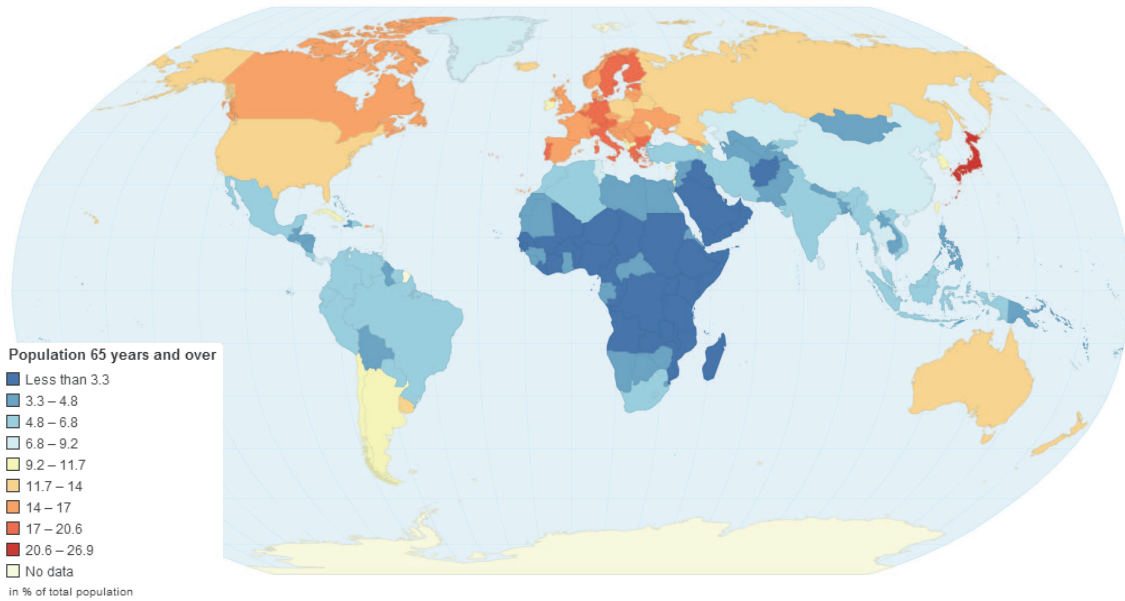 Population 65 years and over
Less than 3.3
3.3 – 4.8
4.8 – 6.8
6.8 – 9.2
9.2 – 11.7
11.7 – 14
14 – 17
17 – 20.6
20.6 – 26.9
No data
in % of total population